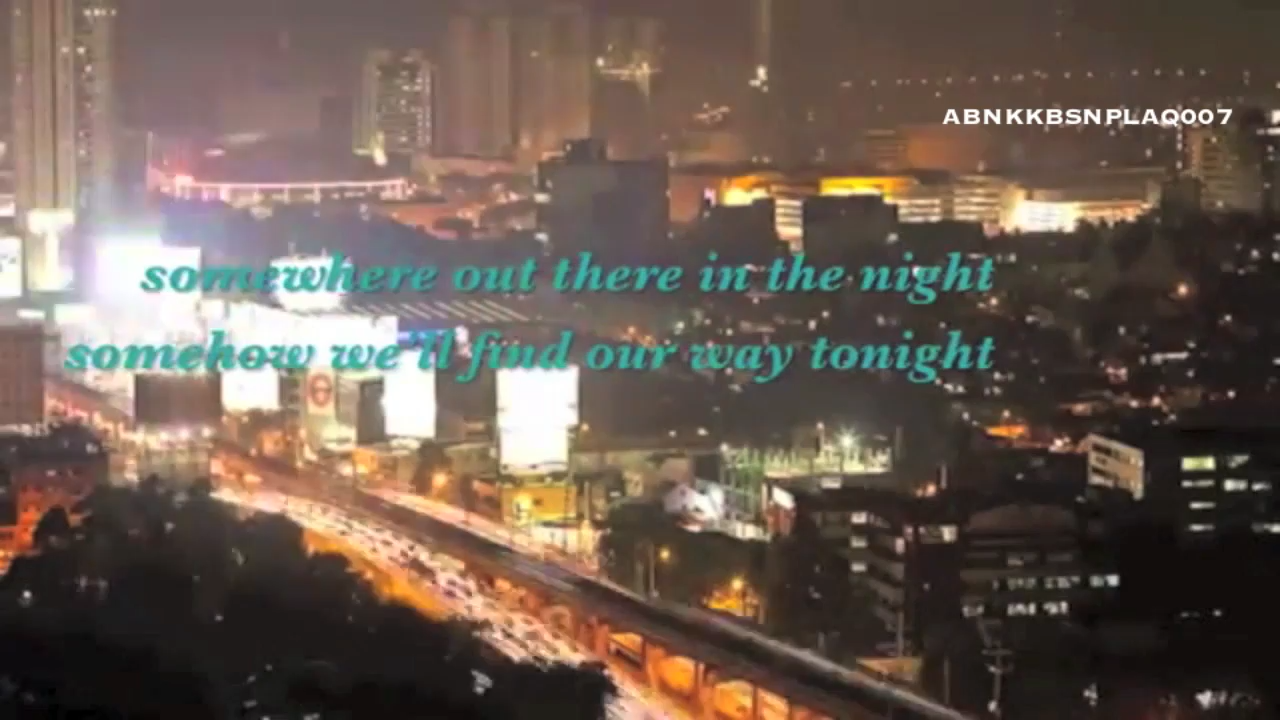 ABNKKBSNPLAQ007
somewhere out there in the night
somehow we'll find our way tonight